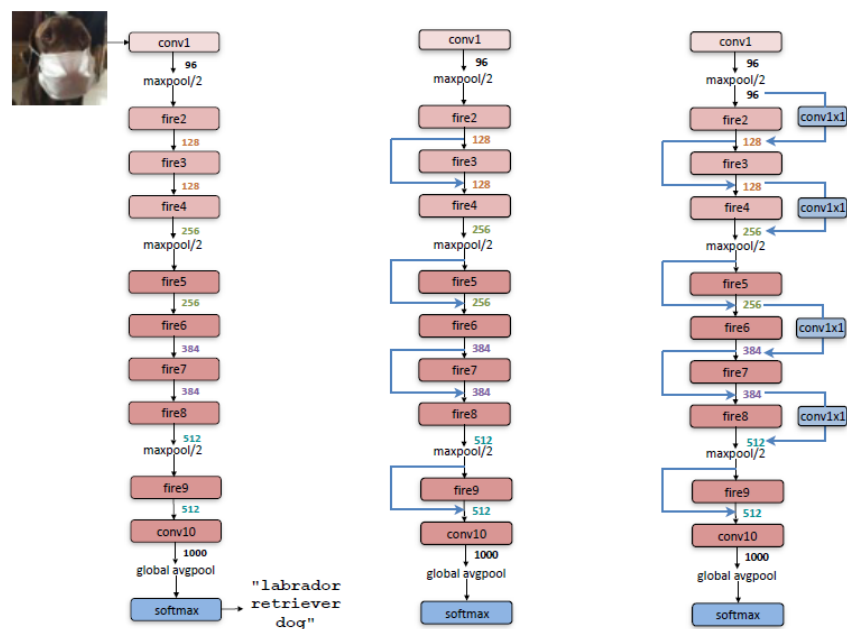 conv1
96
maxpool/2
fire2
128
fire3
128
fire4
256
maxpool/2
fire5
256
fire6
384
fire7
384
fire8
512
maxpool/2
fire9
512
conv10
1000
global avgpool
softmax
"labrador
retriever
dog"
conv1
96
maxpool/2
fire2
128
fire3
128
fire4
256
maxpool/2
fire5
256
fire6
384
fire7
384
fire8
512
maxpool/2
fire9
512
conv10
1000
global avgpool
softmax
conv1
96
maxpool/2
96
conv1x1
fire2
128
fire3
128
conv1x1
fire4
256
maxpool/2
fire5
256
conv1x1
fire6
384
fire7
384
conv1x1
fire8
512
maxpool/2
fire9
512
conv10
1000
global avgpool
softmax